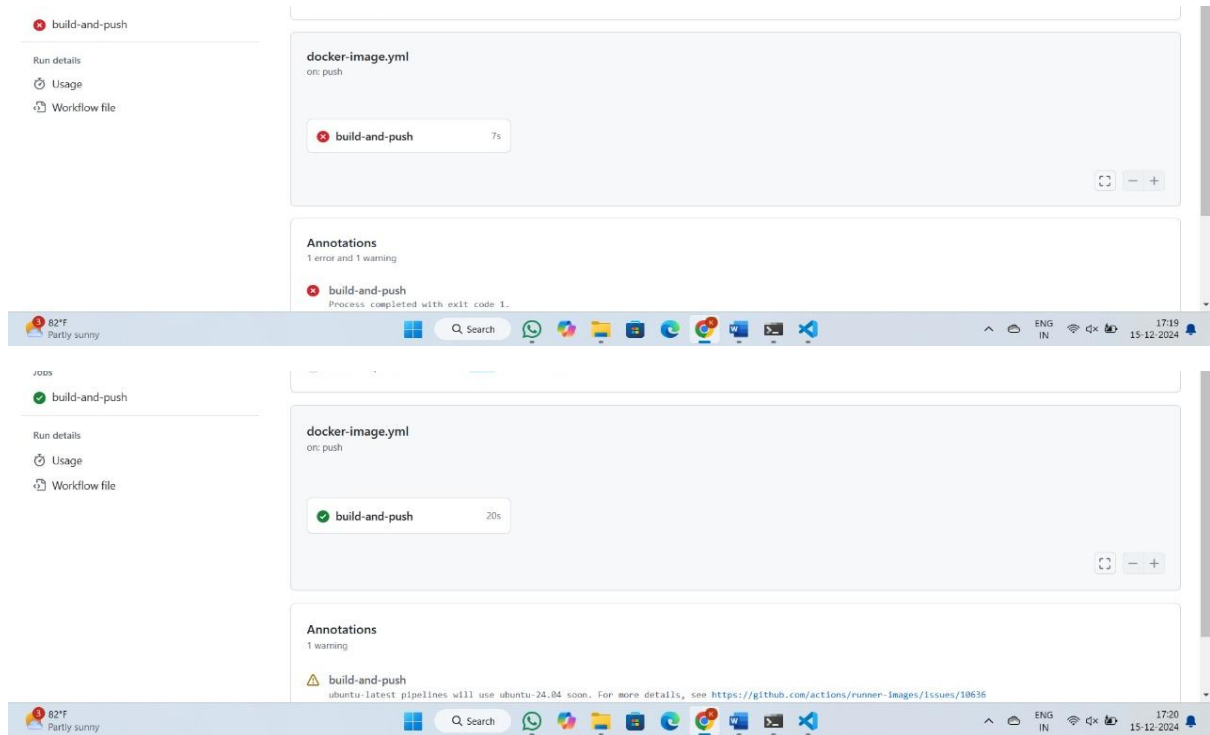 build-and-push
Run details
Usage
Workflow file
docker-image.yml
on: push
build-and-push 7s
Annotations
1 error and 1 warning
build-and-push
Process completed with exit code 1.
3
82°F
Partly sunny
Search
ENG
IN
17:19
15-12-2024
Jobs
build-and-push
Run details
Usage
Workflow file
docker-image.yml
on: push
build-and-push 20s
Annotations
1 warning
build-and-push
ubuntu-latest pipelines will use ubuntu-24.04 soon. For more details, see https://github.com/actions/runner-images/issues/10636
3
82°F
Partly sunny
Search
ENG
IN
17:20
15-12-2024